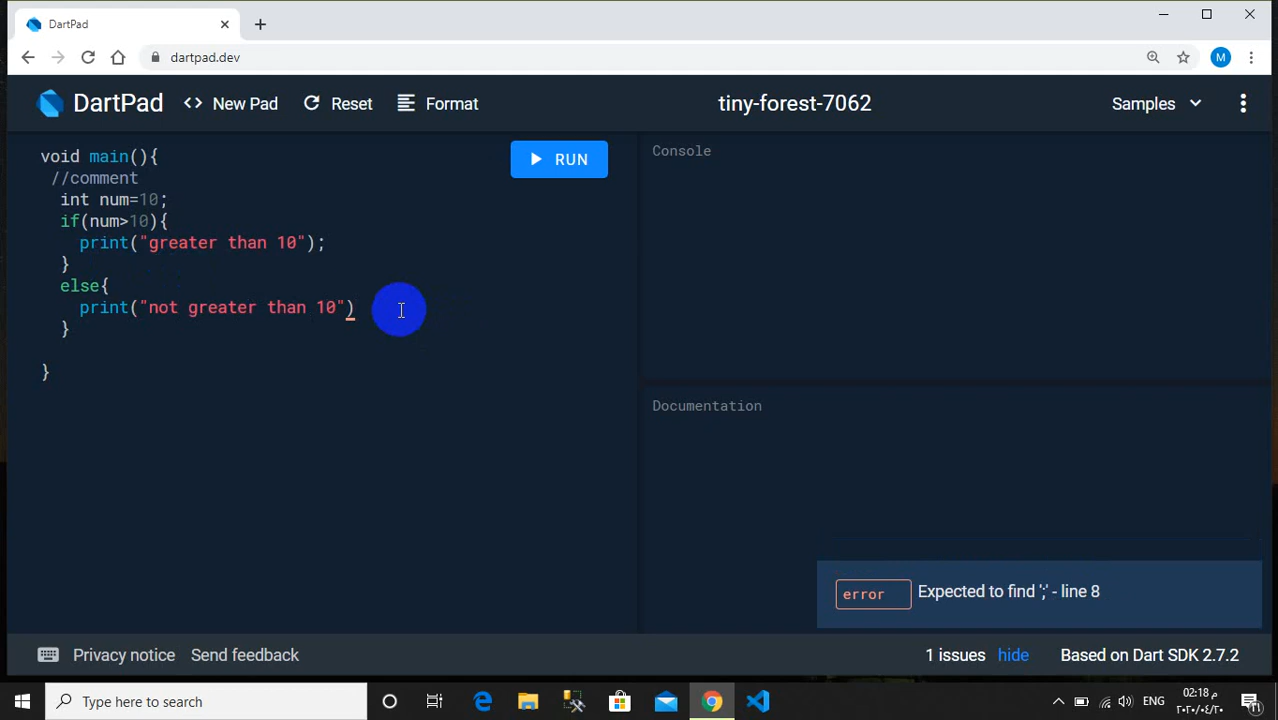 DartPad
dartpad.dev
M
DartPad
<> New Pad
Reset
Format
tiny-forest-7062
Samples
void main(){
//comment
int num=10;
if(num>10){
print("greater than 10");
}
else{
print("not greater than 10")
}
}
RUN
Console
Documentation
error Expected to find ';' - line 8
Privacy notice
Send feedback
1 issues hide
Based on Dart SDK 2.7.2
Type here to search
ENG
02:18 م
٢٠٢٠/٠٤/٢٠